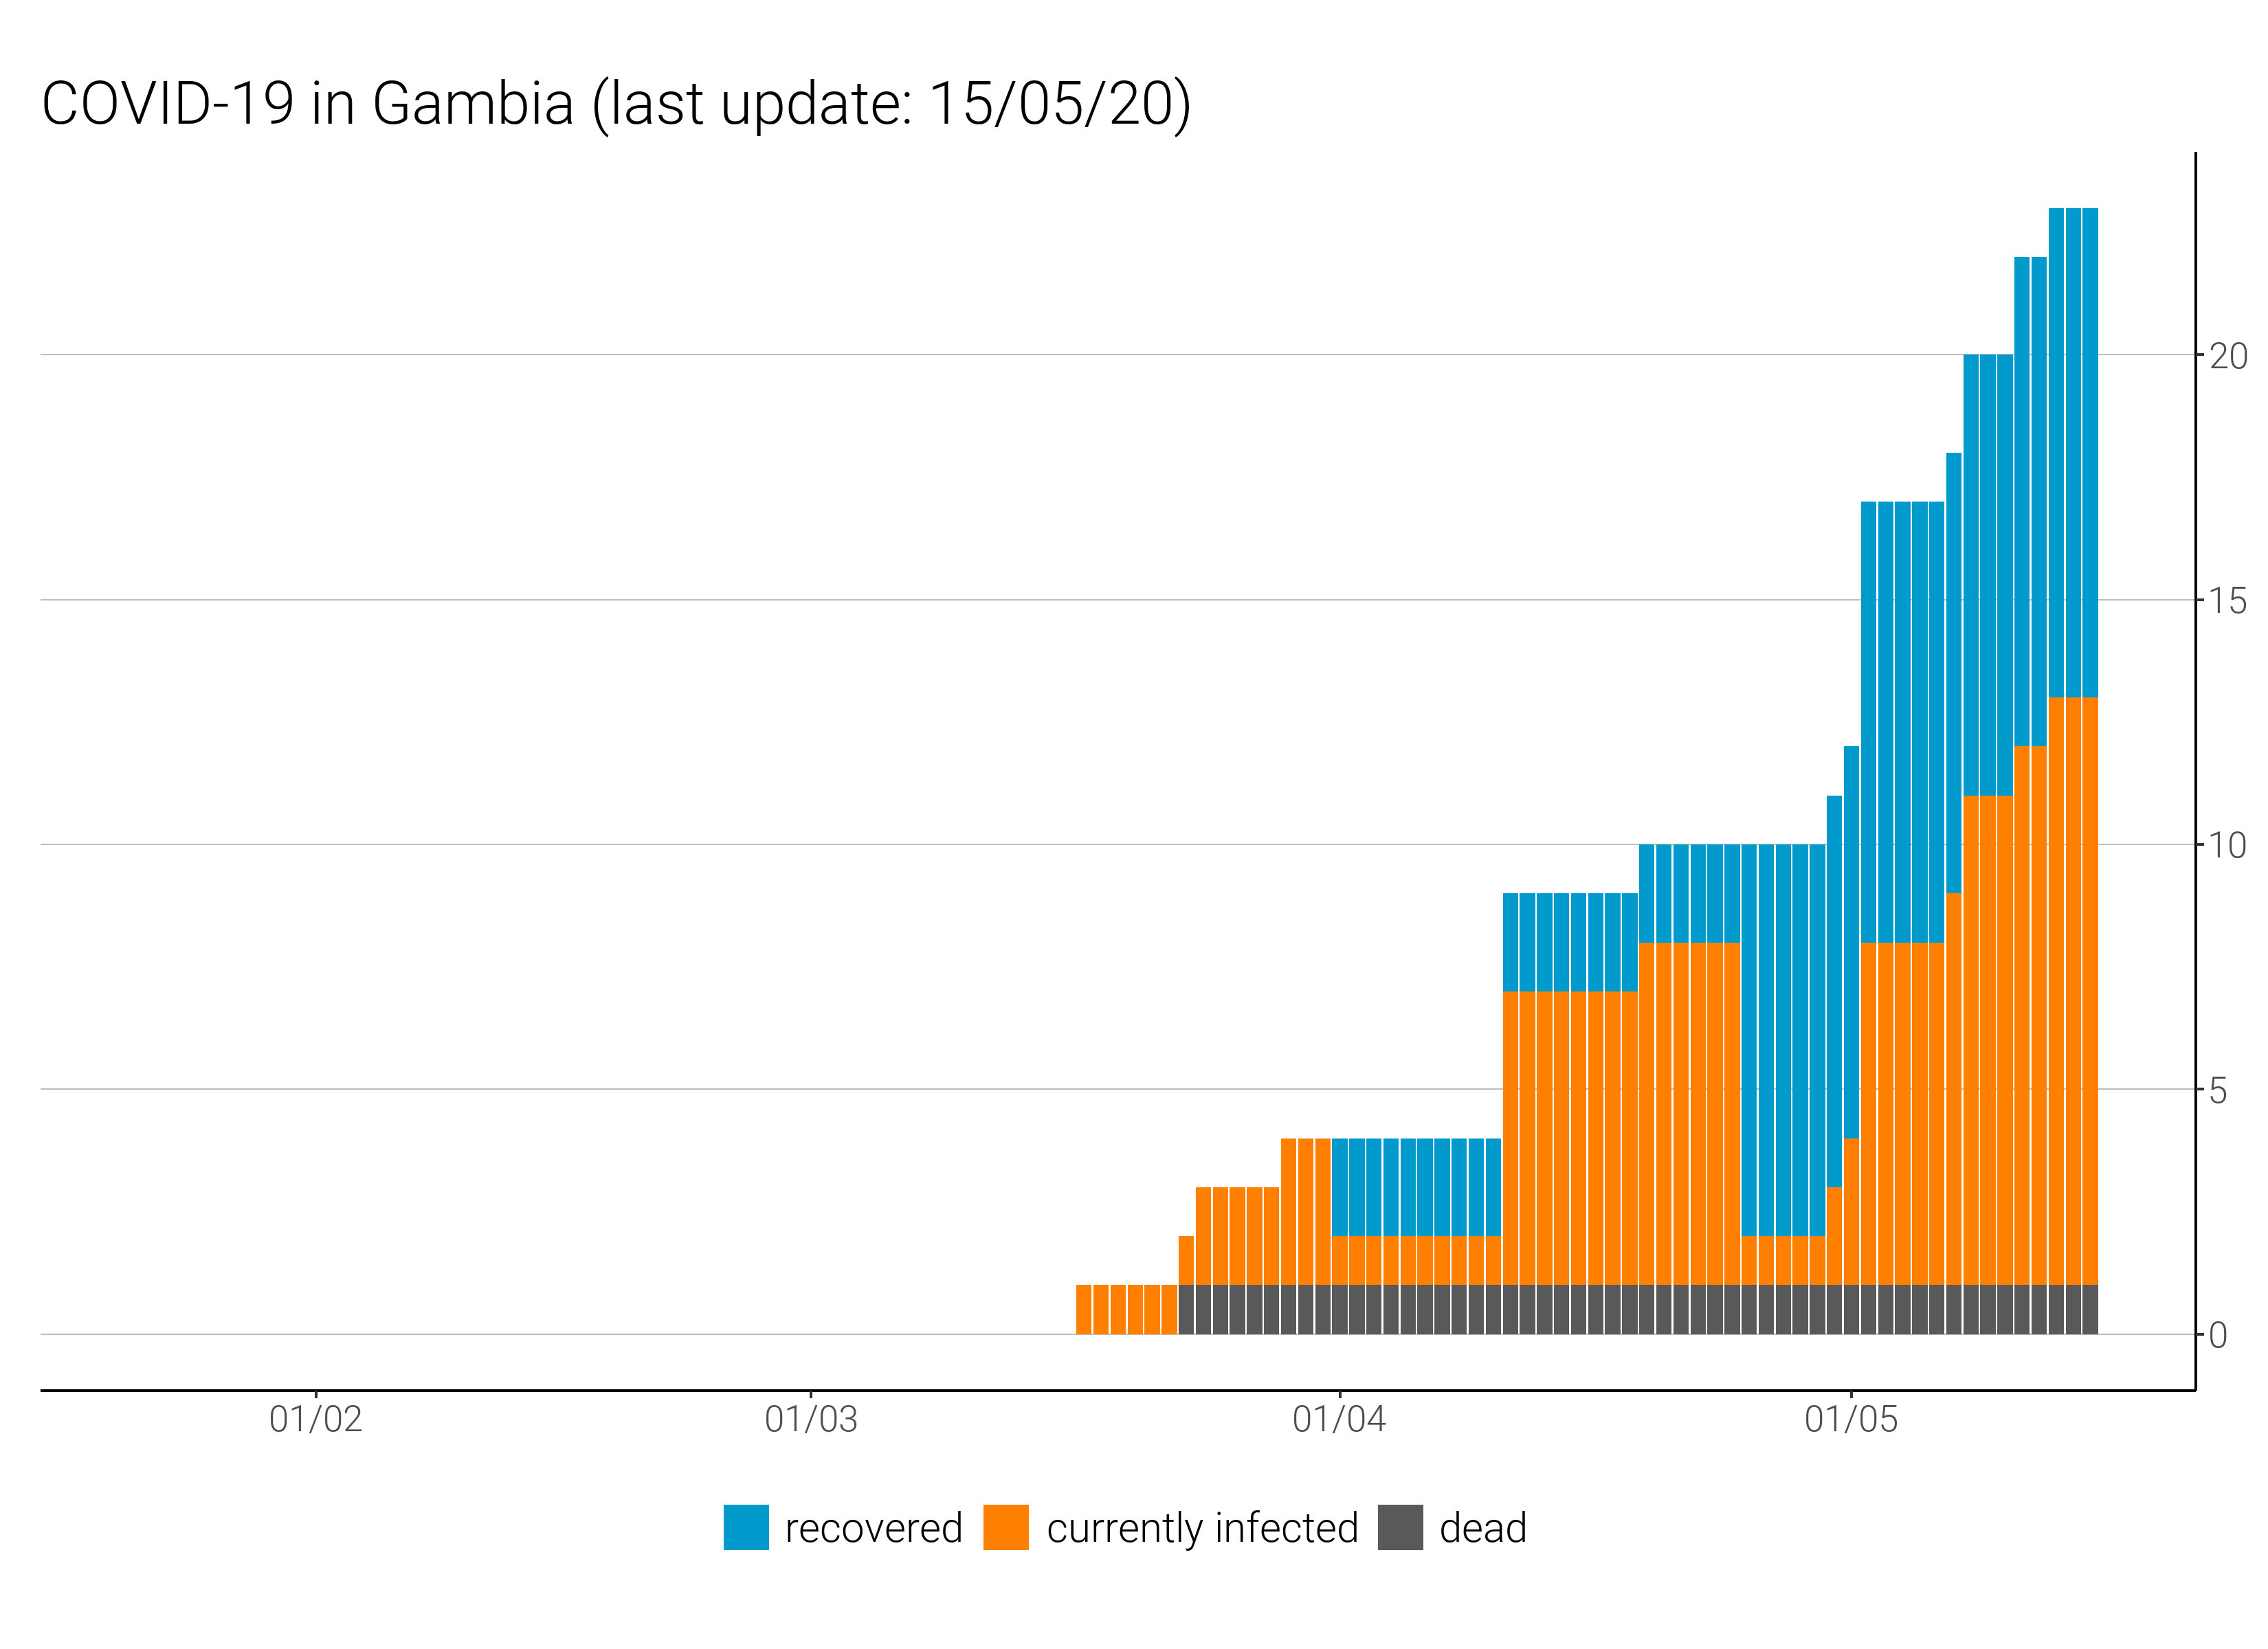 COVID-19 in Gambia (last update: 15/05/20)
20
15
10
5
0
01/02 01/03 01/04 01/05
recovered currently infected dead